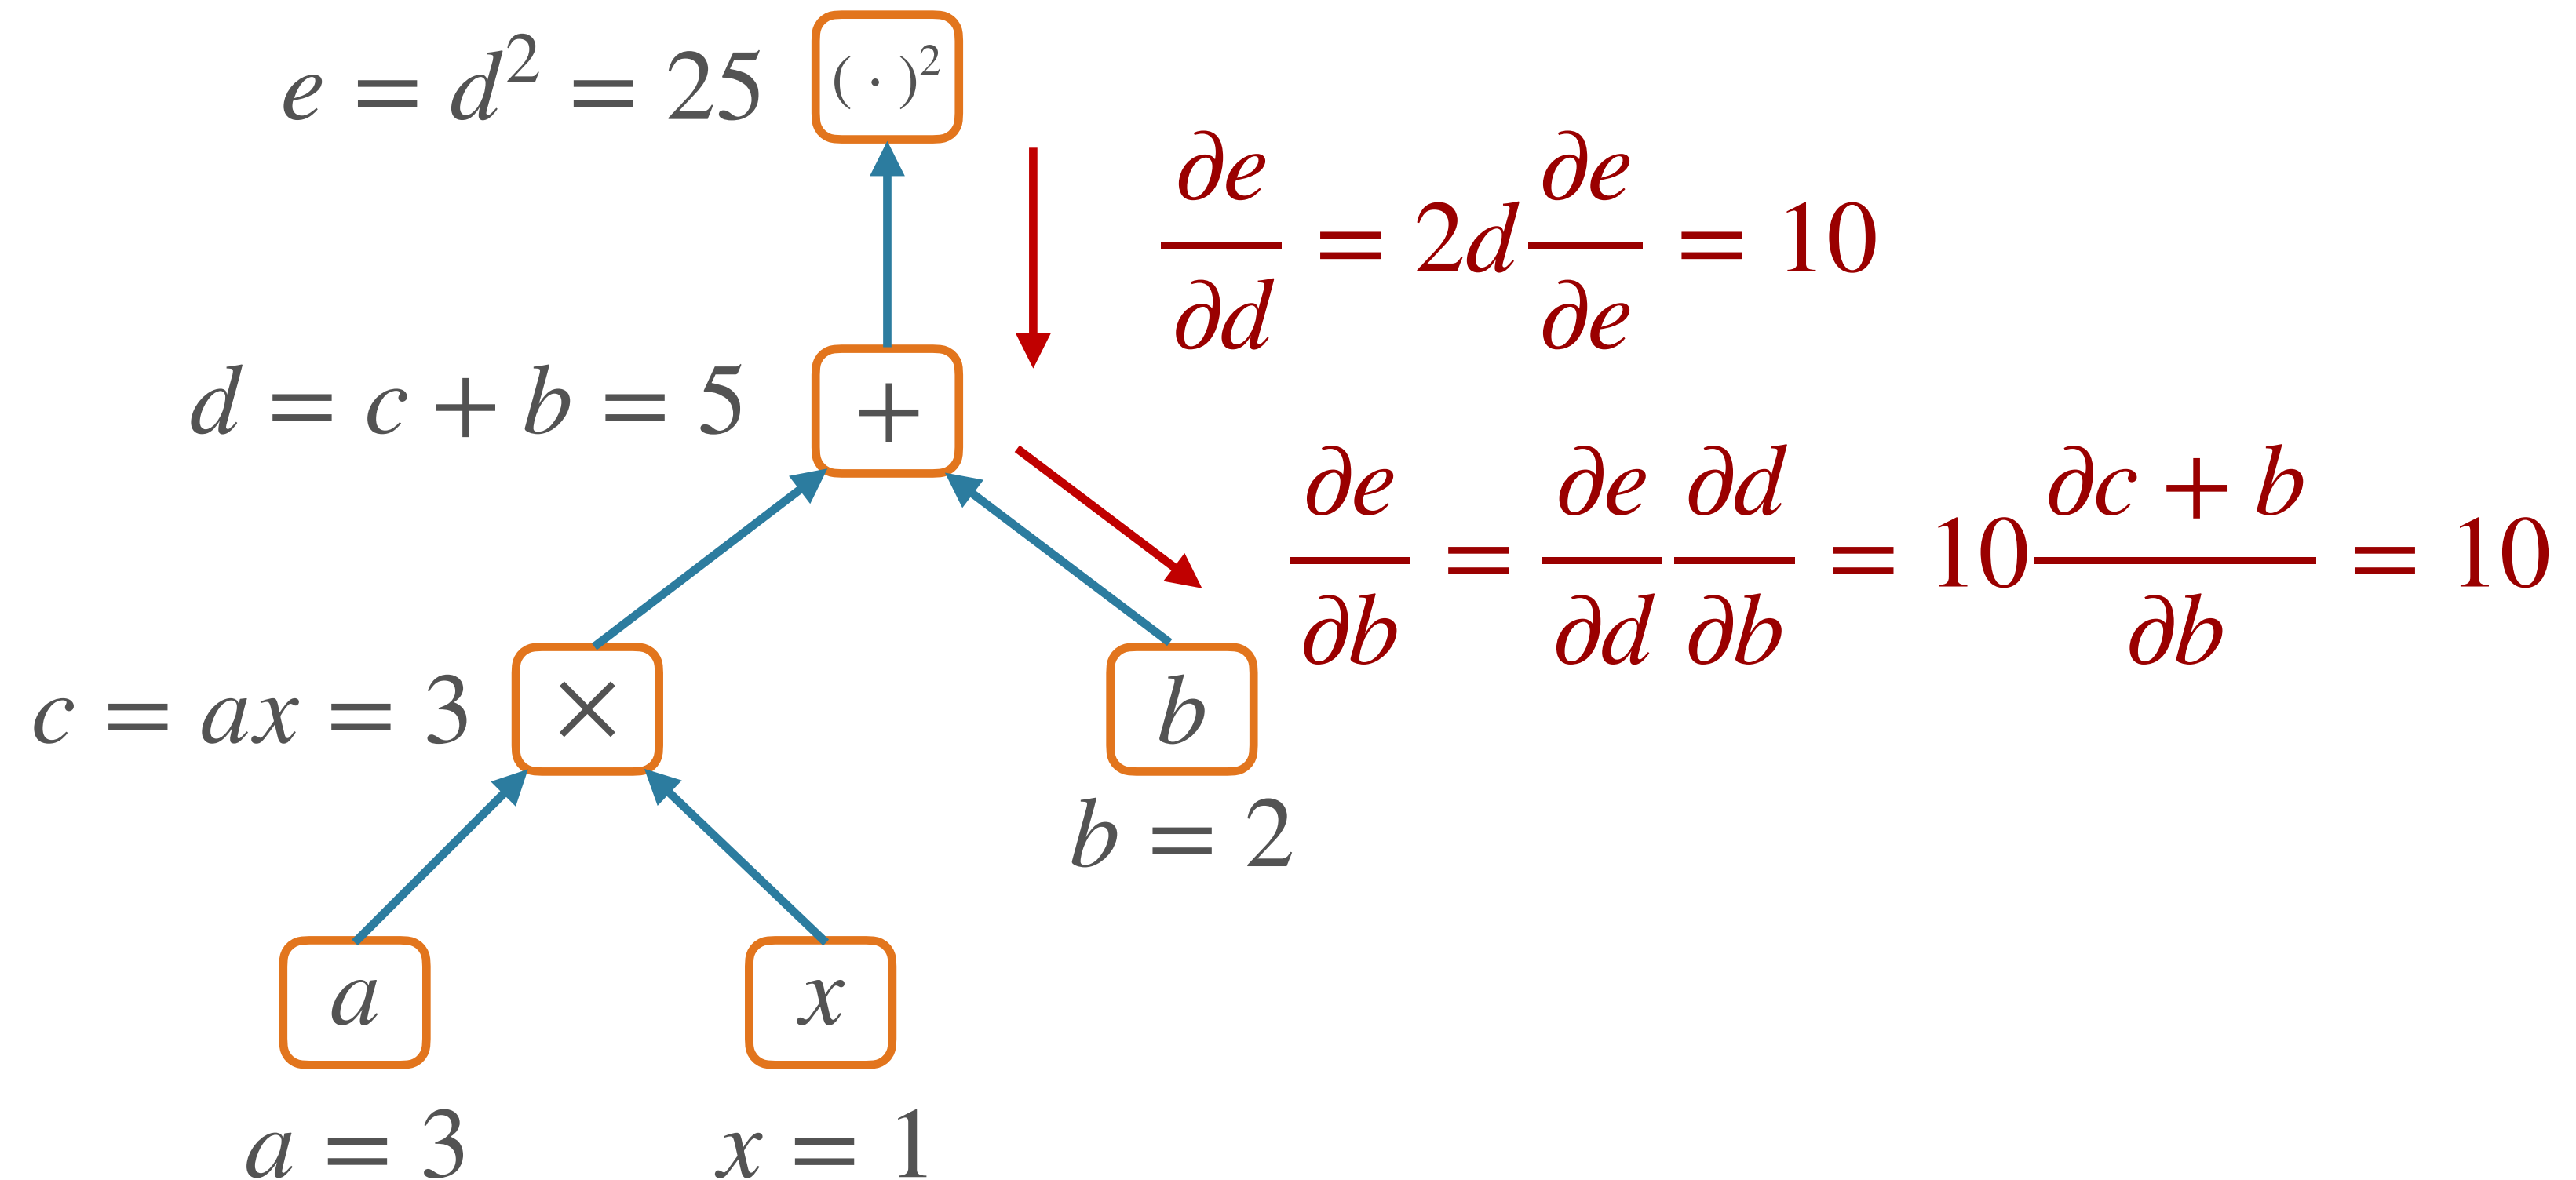 e = d² = 25
( · )²
∂e/∂d = 2d ∂e/∂e = 10
d = c + b = 5
+
∂e/∂b = ∂e/∂d ∂d/∂b = 10 ∂c + b/∂b = 10
c = ax = 3
×
b
b = 2
a
x
a = 3
x = 1